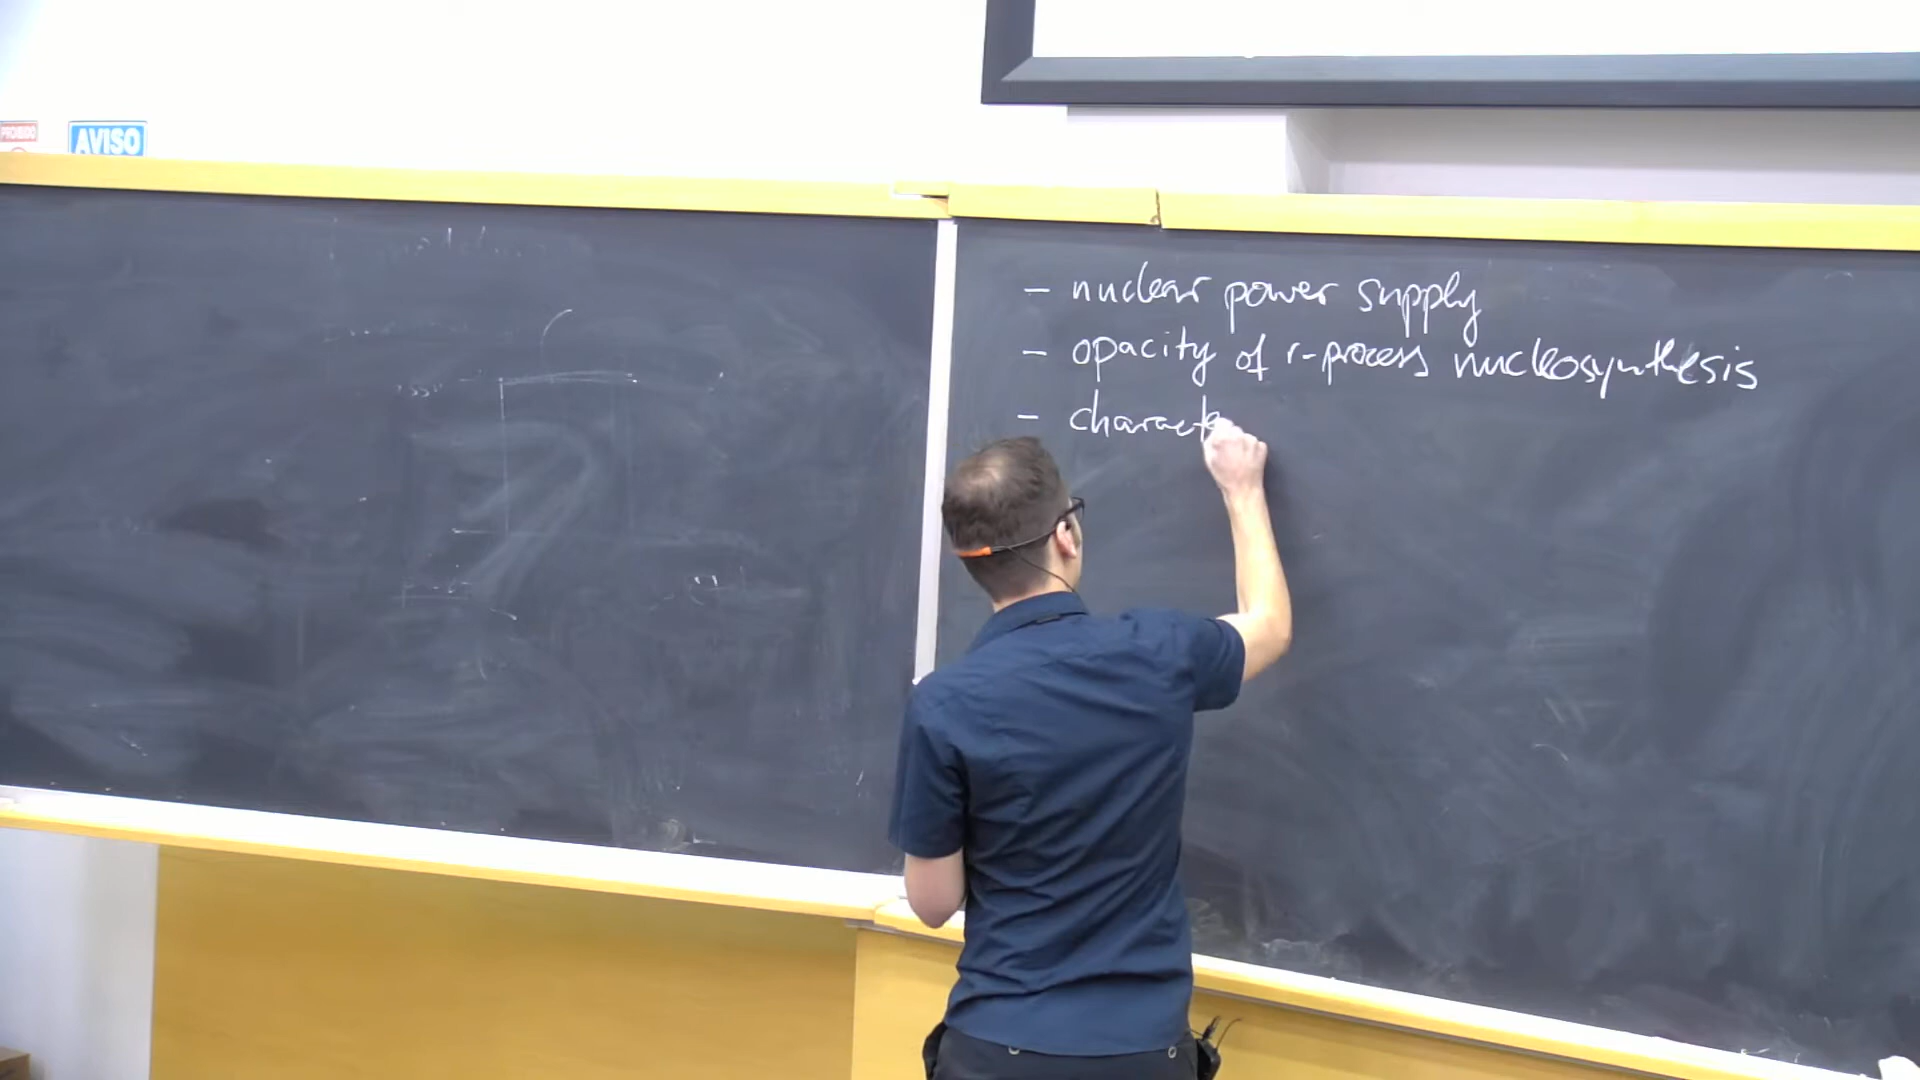 PROIBIDO
AVISO
- nuclear power supply
- opacity of r-process nucleosynthesis
- characte